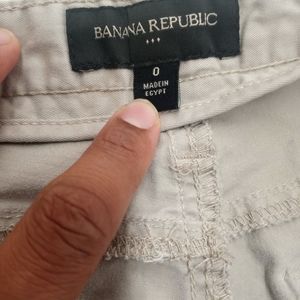 BANANA REPUBLIC
0
MADE IN
EGYPT